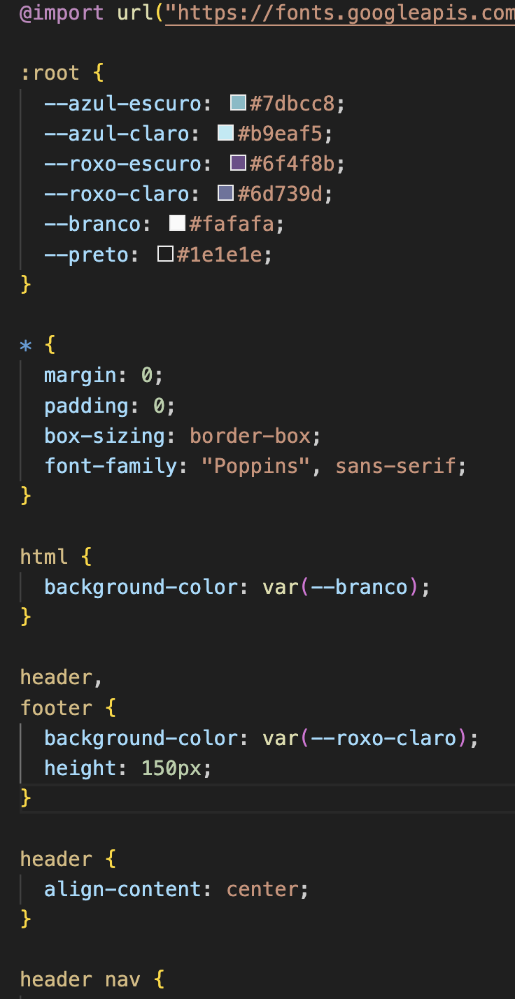 @import url("https://fonts.googleapis.com
:root {
--azul-escuro: #7dbcc8;
--azul-claro: #b9eaf5;
--roxo-escuro: #6f4f8b;
--roxo-claro: #6d739d;
--branco: #fafafa;
--preto: #1e1e1e;
}
* {
margin: 0;
padding: 0;
box-sizing: border-box;
font-family: "Poppins", sans-serif;
}
html {
background-color: var(--branco);
}
header,
footer {
background-color: var(--roxo-claro);
height: 150px;
}
header {
align-content: center;
}
header nav {